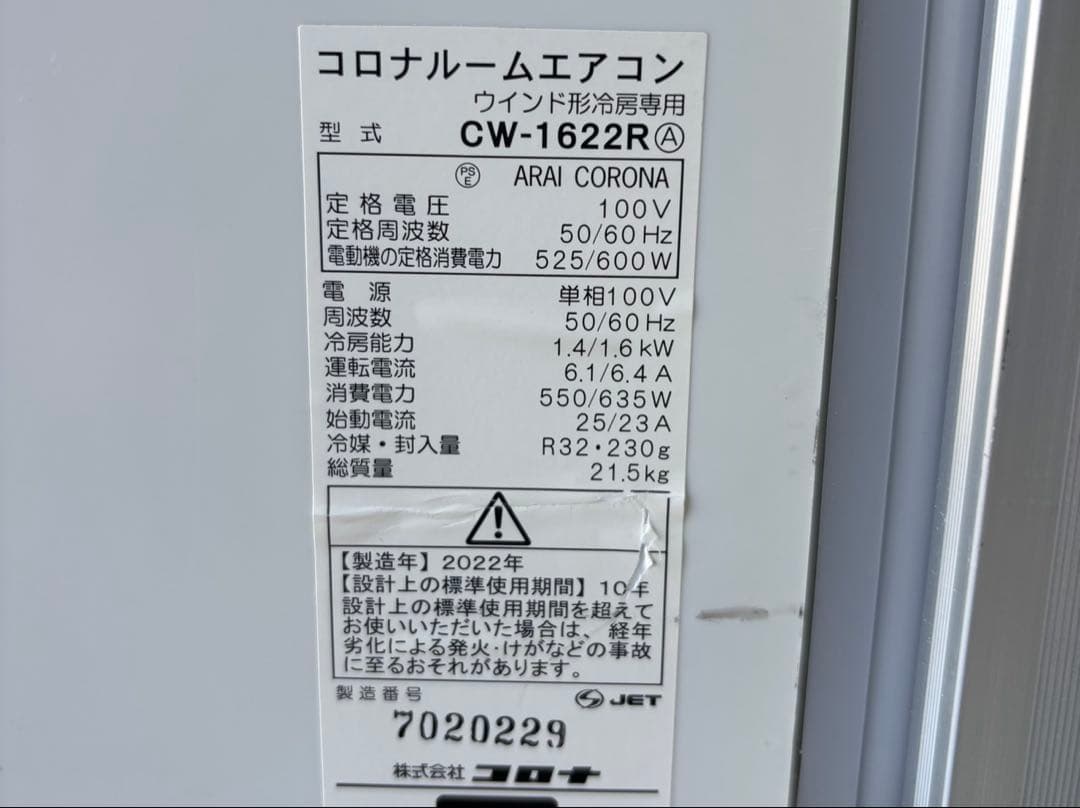 コロナルームエアコン
ウインド形冷房専用
型式 CW-1622RⒶ
PSE ARAI CORONA
定格電圧 100V
定格周波数 50/60Hz
電動機の定格消費電力 525/600W
電源 単相100V
周波数 50/60Hz
冷房能力 1.4/1.6kW
運転電流 6.1/6.4A
消費電力 550/635W
始動電流 25/23A
冷媒・封入量 R32・230g
総質量 21.5kg
【製造年】2022年
【設計上の標準使用期間】10年
設計上の標準使用期間を超えて
お使いいただいた場合は、経年
劣化による発火・けがなどの事故
に至るおそれがあります。
製造番号 JET
7020229
株式会社 コロナ